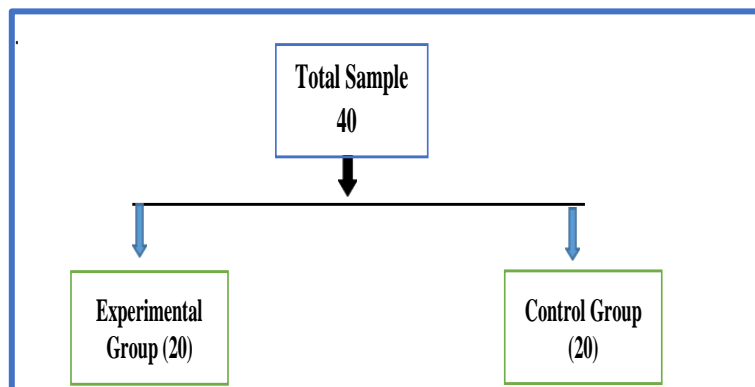 Total Sample
40
Experimental
Group (20)
Control Group
(20)